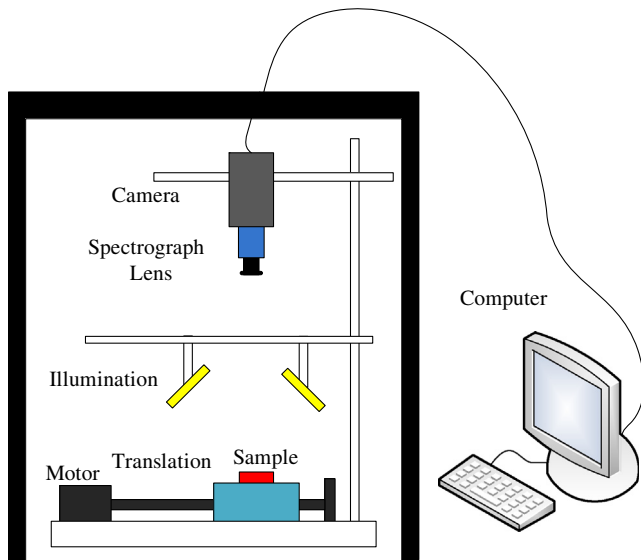 Camera
Spectrograph
Lens
Computer
Illumination
Motor
Translation
Sample